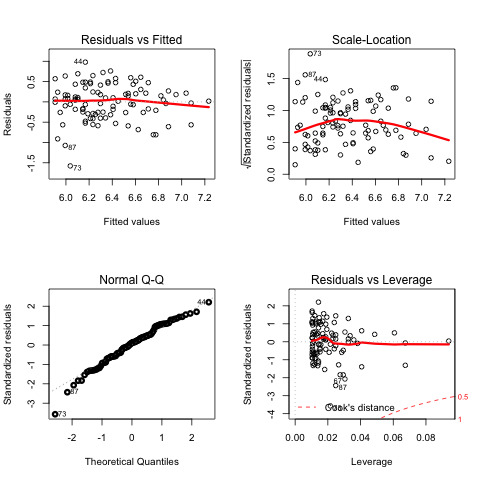 Residuals vs Fitted
Residuals
0.5
-0.5
-1.5
6.0 6.2 6.4 6.6 6.8 7.0 7.2
Fitted values
44
87
73
Scale-Location
√|Standardized residuals|
0.0 0.5 1.0 1.5
6.0 6.2 6.4 6.6 6.8 7.0 7.2
Fitted values
73
87
44
Normal Q-Q
Standardized residuals
-3 -2 -1 0 1 2
-2 -1 0 1 2
Theoretical Quantiles
44
87
73
Residuals vs Leverage
Standardized residuals
-4 -3 -2 -1 0 1 2
0.00 0.02 0.04 0.06 0.08
Leverage
87
Cook's distance
0.5
1